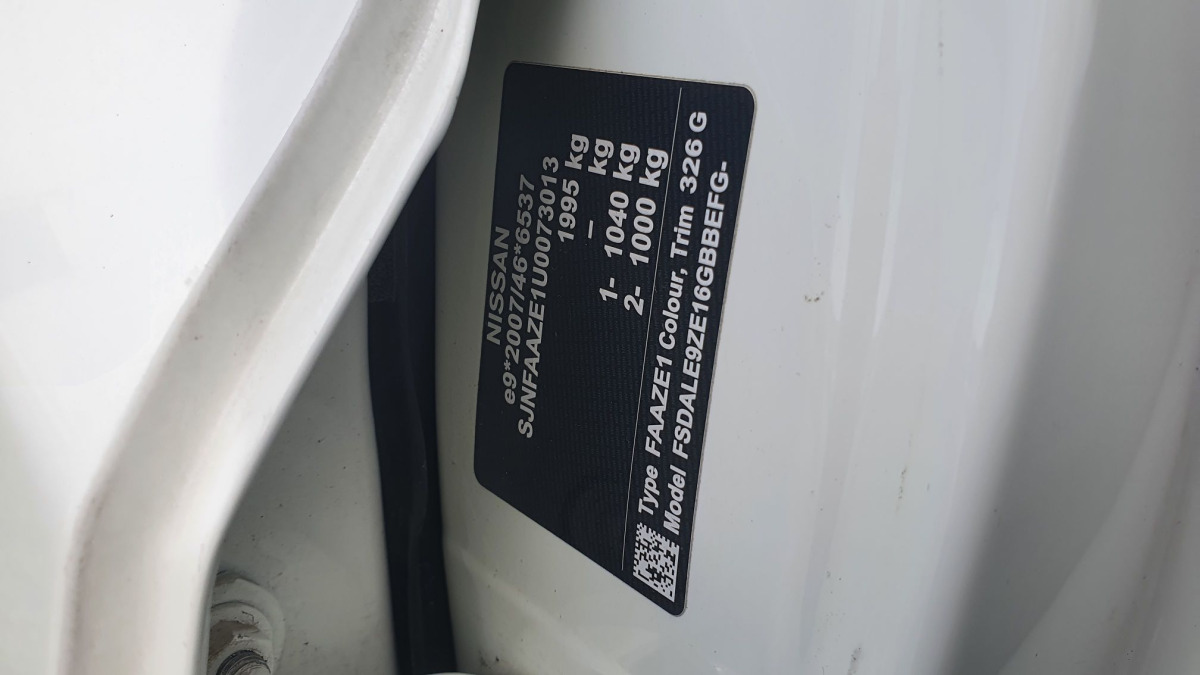 NISSAN
e9*2007/46*6537
SJNFAAZE1U0073013
1995 kg
– kg
1- 1040 kg
2- 1000 kg
Type FAAZE1 Colour, Trim 326 G
Model FSDALE9ZE16GBBEFG-